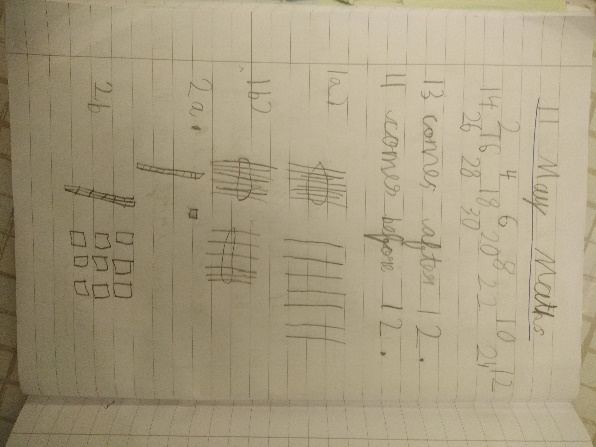 11 May Maths
2 4 6 8 10 12
14 16 18 20 22 24
26 28 30
13 comes after 12.
11 comes before 12.
1a)
1b)
2a.
2b